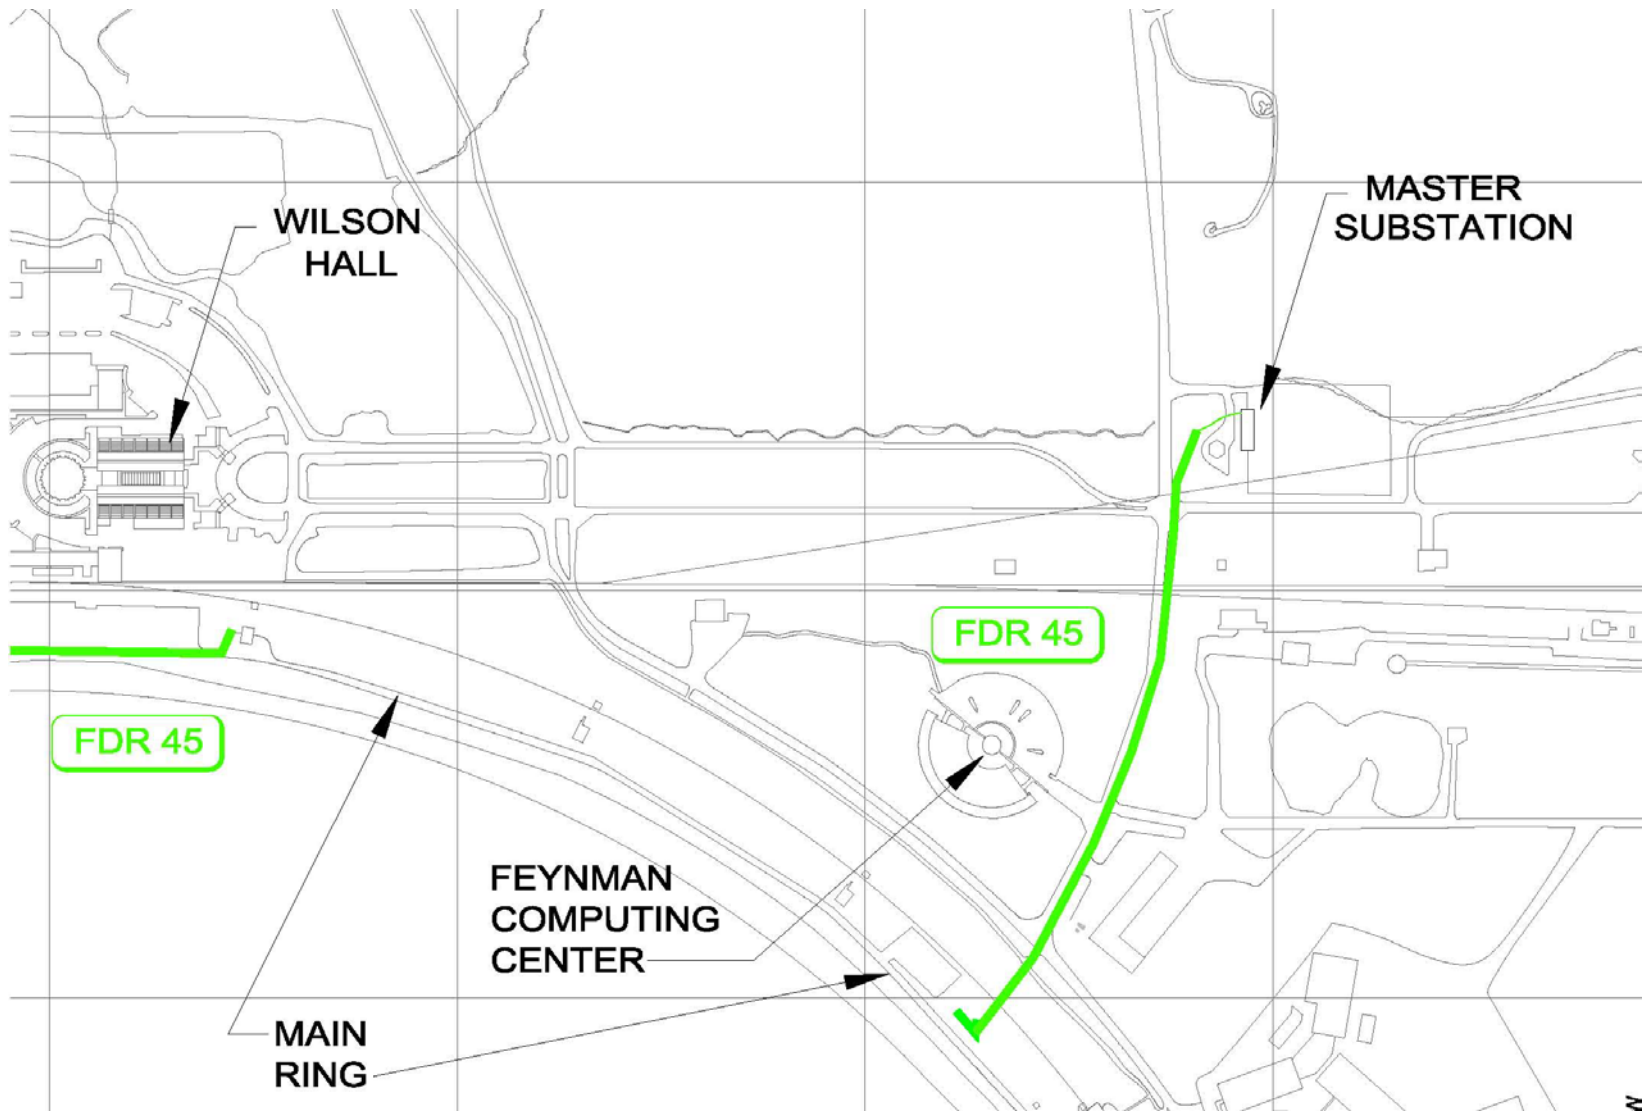 WILSON
HALL
MASTER
SUBSTATION
FDR 45
FDR 45
FEYNMAN
COMPUTING
CENTER
MAIN
RING